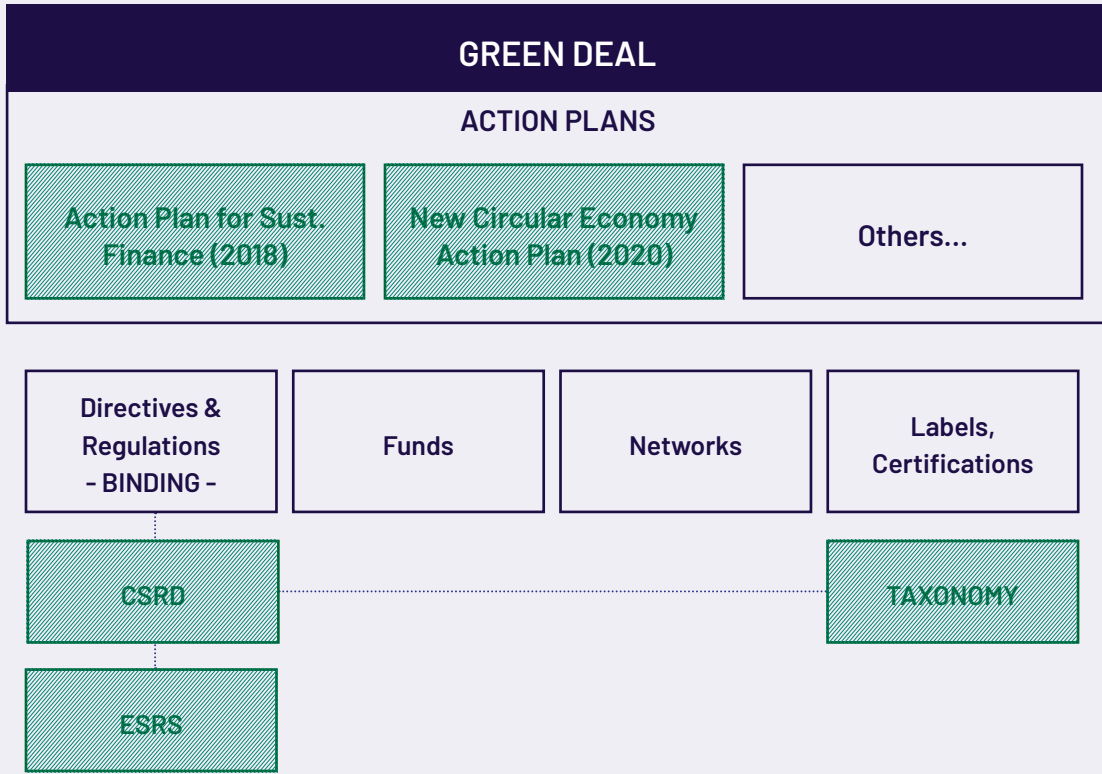 GREEN DEAL
ACTION PLANS
Action Plan for Sust.
Finance (2018)
New Circular Economy
Action Plan (2020)
Others...
Directives &
Regulations
- BINDING -
Funds
Networks
Labels,
Certifications
CSRD
TAXONOMY
ESRS